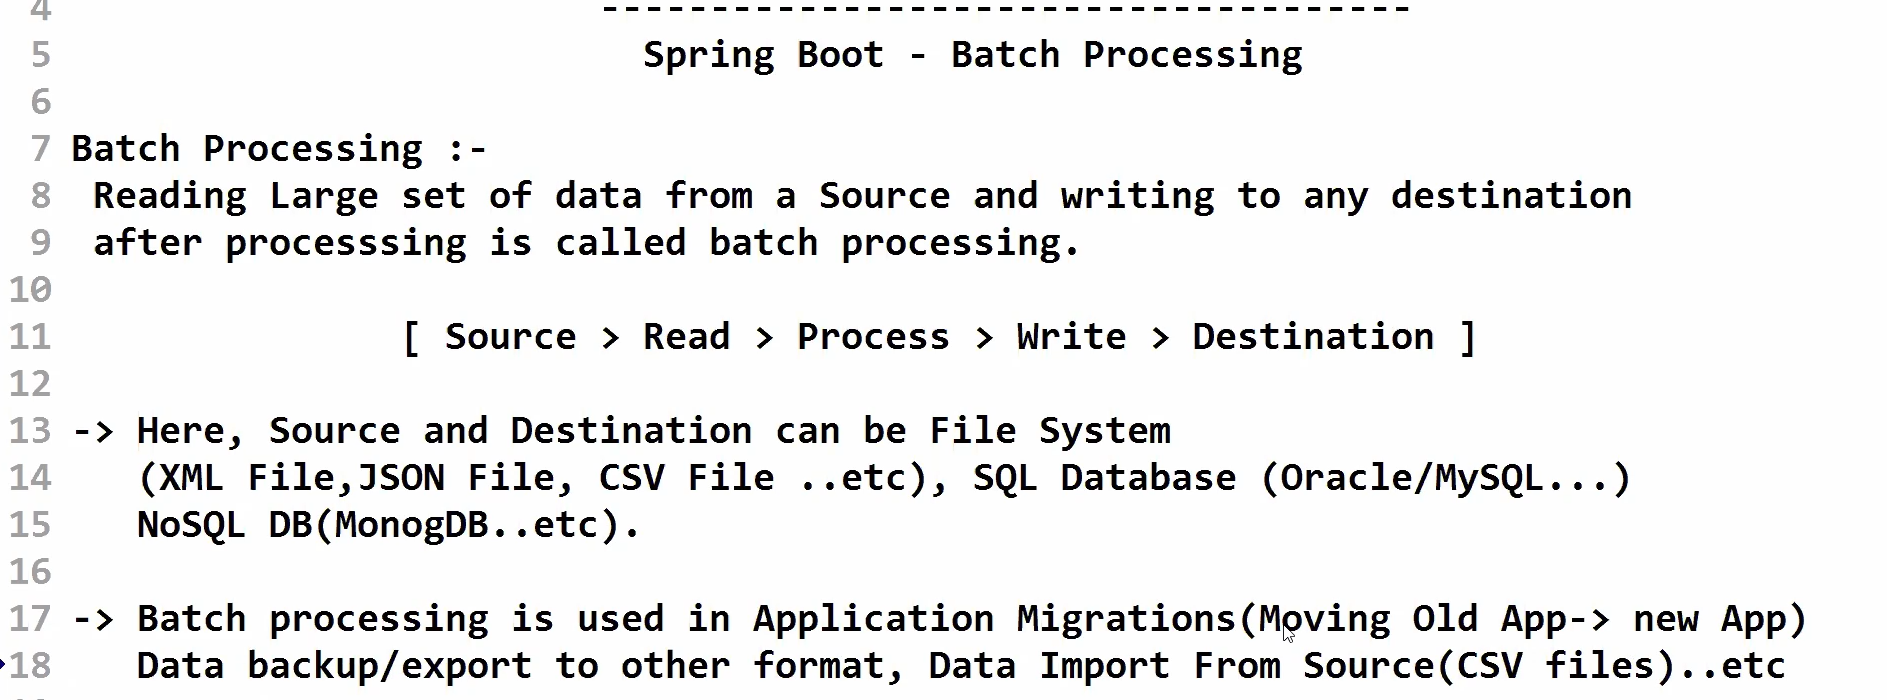 4 -------------------------------------
5 Spring Boot - Batch Processing
6
7 Batch Processing :-
8 Reading Large set of data from a Source and writing to any destination
9 after processsing is called batch processing.
10
11 [ Source > Read > Process > Write > Destination ]
12
13 -> Here, Source and Destination can be File System
14 (XML File,JSON File, CSV File ..etc), SQL Database (Oracle/MySQL...)
15 NoSQL DB(MonogDB..etc).
16
17 -> Batch processing is used in Application Migrations(Moving Old App-> new App)
18 Data backup/export to other format, Data Import From Source(CSV files)..etc